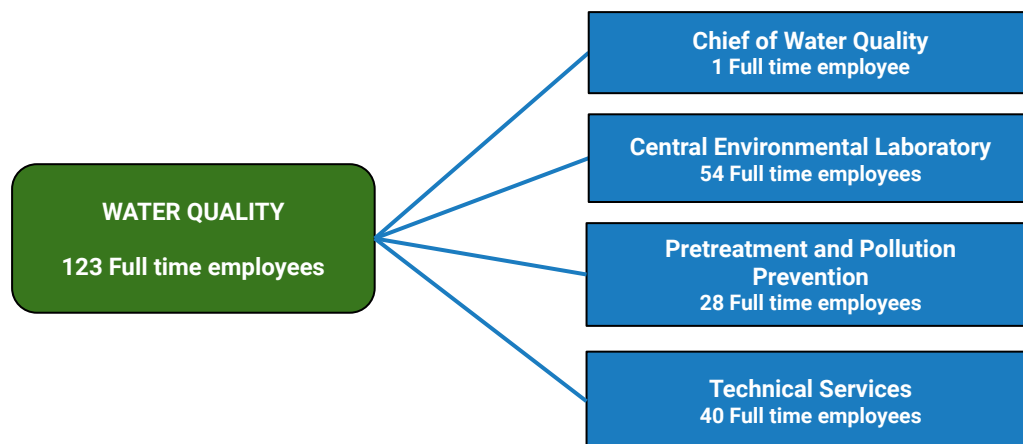 WATER QUALITY
123 Full time employees
Chief of Water Quality
1 Full time employee
Central Environmental Laboratory
54 Full time employees
Pretreatment and Pollution
Prevention
28 Full time employees
Technical Services
40 Full time employees